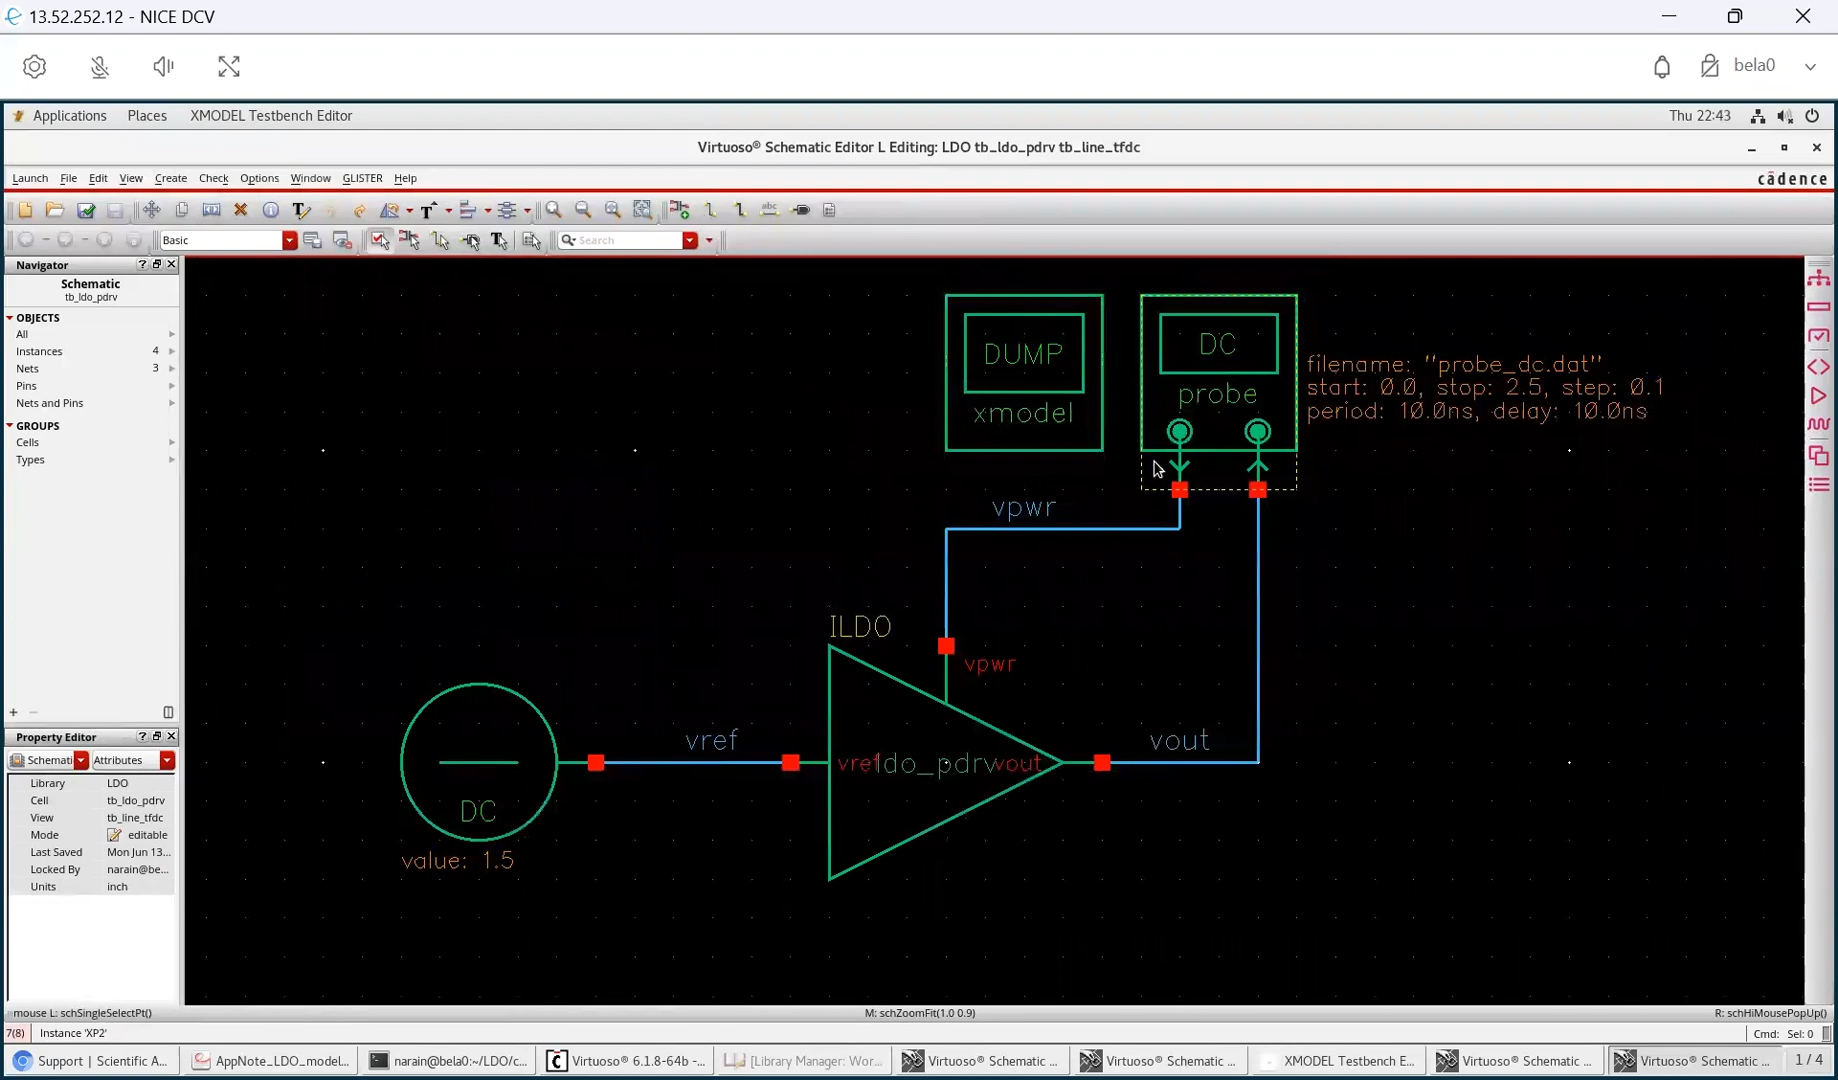 13.52.252.12 - NICE DCV
bela0
Applications Places XMODEL Testbench Editor Thu 22:43
Virtuoso® Schematic Editor L Editing: LDO tb_ldo_pdrv tb_line_tfdc
Launch File Edit View Create Check Options Window GLISTER Help cādence
Basic Search
Navigator
Schematic
tb_ldo_pdrv
OBJECTS
All
Instances 4
Nets 3
Pins
Nets and Pins
GROUPS
Cells
Types
Property Editor
Schemati Attributes
Library LDO
Cell tb_ldo_pdrv
View tb_line_tfdc
Mode editable
Last Saved Mon Jun 13...
Locked By narain@be...
Units inch
DUMP
xmodel
DC
probe
filename: "probe_dc.dat"
start: 0.0, stop: 2.5, step: 0.1
period: 10.0ns, delay: 10.0ns
vpwr
ILDO
vpwr
vref
vref ldo_pdrv vout
vout
DC
value: 1.5
mouse L: schSingleSelectPt() M: schZoomFit(1.0 0.9) R: schHiMousePopUp()
7(8) Instance 'XP2' Cmd: Sel: 0
Support | Scientific A... AppNote_LDO_model... narain@bela0:~/LDO/c... Virtuoso® 6.1.8-64b -... [Library Manager: Wor... Virtuoso® Schematic ... Virtuoso® Schematic ... XMODEL Testbench E... Virtuoso® Schematic ... Virtuoso® Schematic ... 1 / 4